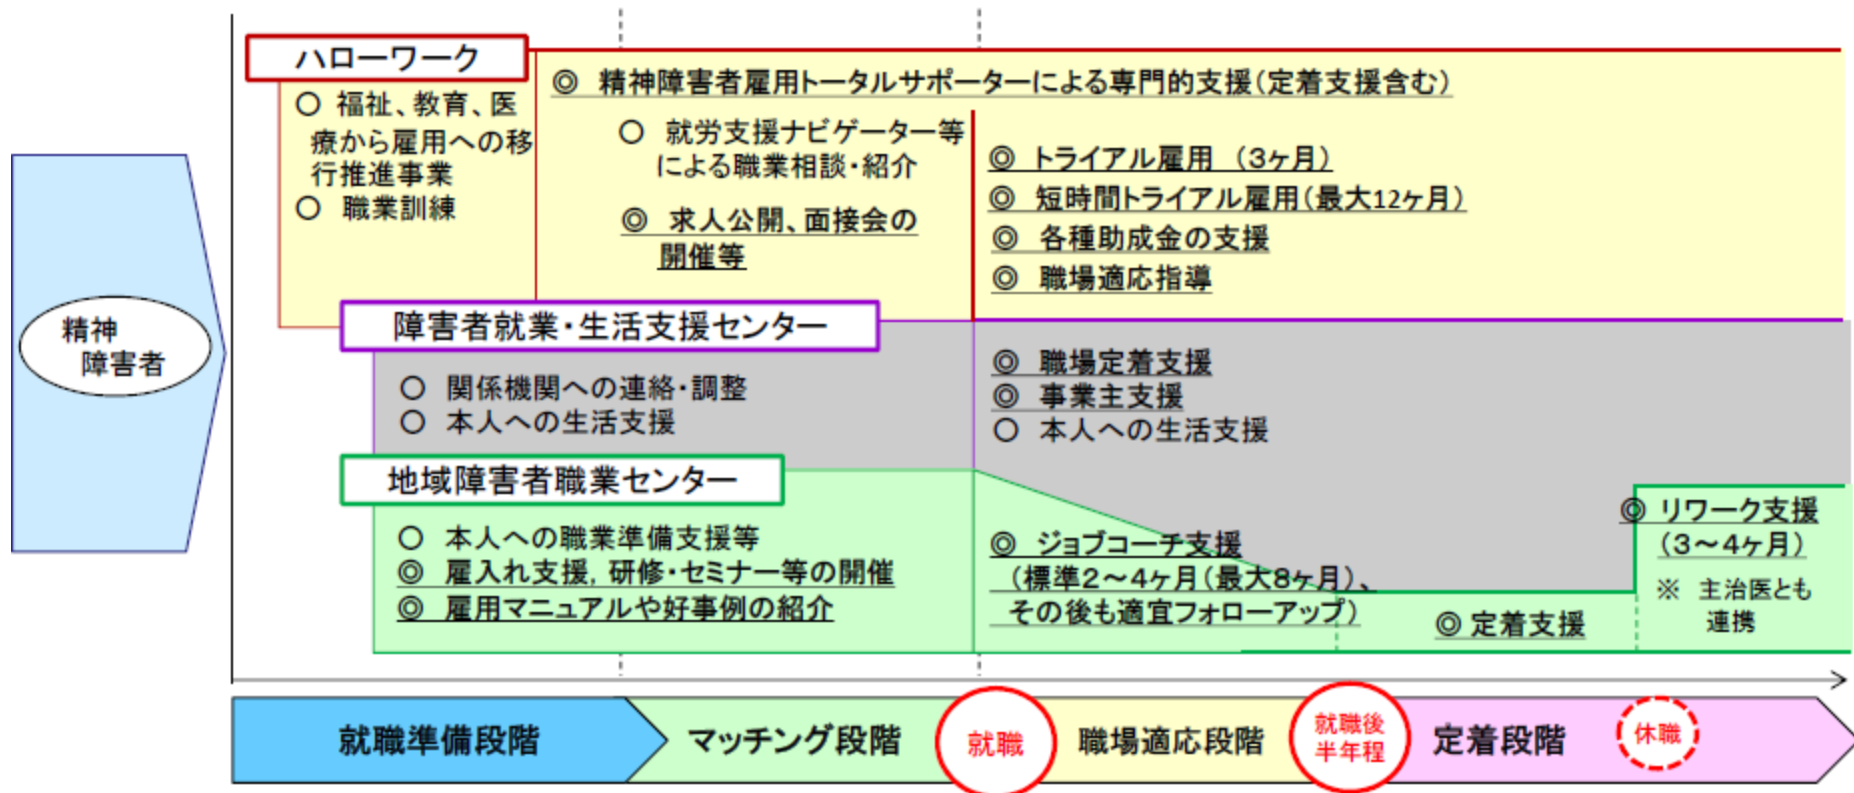 精神
障害者
ハローワーク
○ 福祉、教育、医
療から雇用への移
行推進事業
○ 職業訓練
◎ 精神障害者雇用トータルサポーターによる専門的支援(定着支援含む)
○ 就労支援ナビゲーター等
による職業相談・紹介
◎ 求人公開、面接会の
開催等
◎ トライアル雇用 (3ヶ月)
◎ 短時間トライアル雇用(最大12ヶ月)
◎ 各種助成金の支援
◎ 職場適応指導
障害者就業・生活支援センター
○ 関係機関への連絡・調整
○ 本人への生活支援
◎ 職場定着支援
◎ 事業主支援
○ 本人への生活支援
地域障害者職業センター
○ 本人への職業準備支援等
◎ 雇入れ支援,研修・セミナー等の開催
◎ 雇用マニュアルや好事例の紹介
◎ ジョブコーチ支援
(標準2~4ヶ月(最大8ヶ月)、
その後も適宜フォローアップ)
◎ 定着支援
◎ リワーク支援
(3~4ヶ月)
※ 主治医とも
連携
就職準備段階
マッチング段階
就職
職場適応段階
就職後
半年程
定着段階
休職